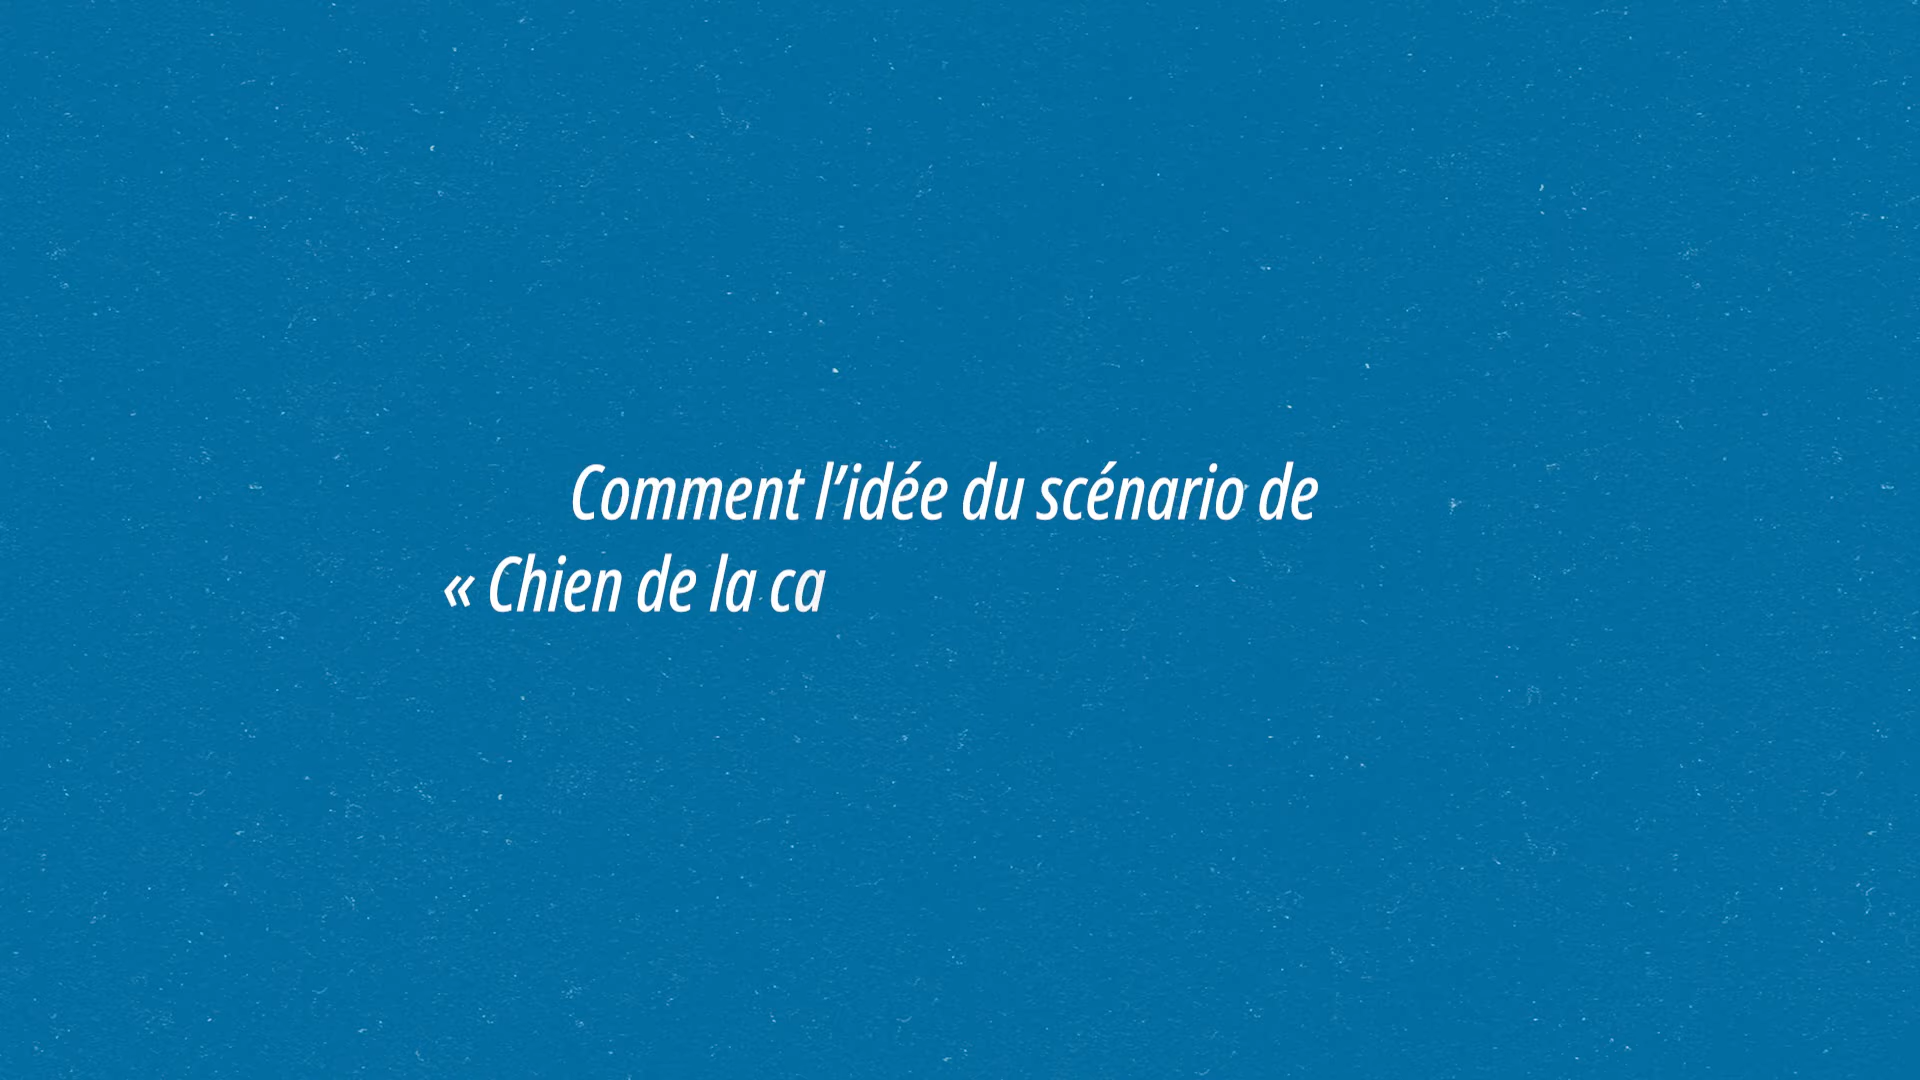 Comment l’idée du scénario de
« Chien de la ca